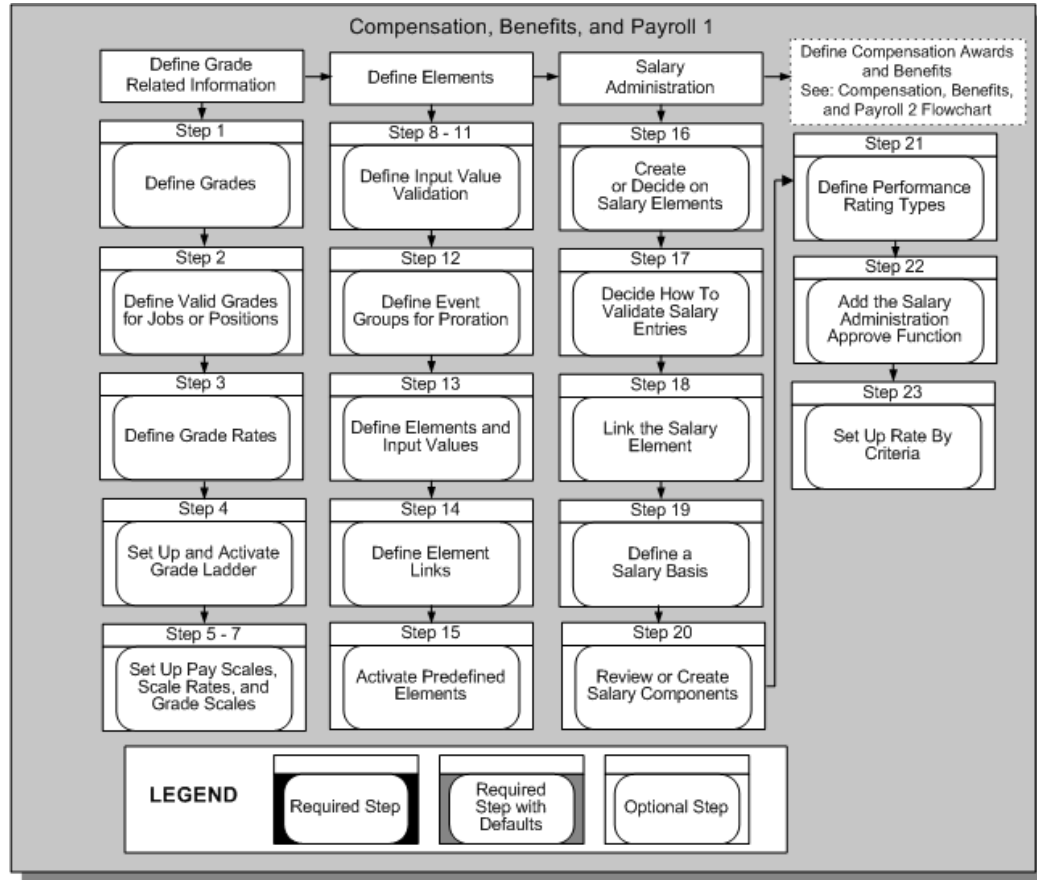 Compensation, Benefits, and Payroll 1
Define Grade
Related Information
Step 1
Define Grades
Step 2
Define Valid Grades
for Jobs or Positions
Step 3
Define Grade Rates
Step 4
Set Up and Activate
Grade Ladder
Step 5 - 7
Set Up Pay Scales,
Scale Rates, and
Grade Scales
Define Elements
Step 8 - 11
Define Input Value
Validation
Step 12
Define Event
Groups for Proration
Step 13
Define Elements and
Input Values
Step 14
Define Element
Links
Step 15
Activate Predefined
Elements
Salary
Administration
Step 16
Create
or Decide on
Salary Elements
Step 17
Decide How To
Validate Salary
Entries
Step 18
Link the Salary
Element
Step 19
Define a
Salary Basis
Step 20
Review or Create
Salary Components
Define Compensation Awards
and Benefits
See: Compensation, Benefits,
and Payroll 2 Flowchart
Step 21
Define Performance
Rating Types
Step 22
Add the Salary
Administration
Approve Function
Step 23
Set Up Rate By
Criteria
LEGEND
Required Step
Required
Step with
Defaults
Optional Step